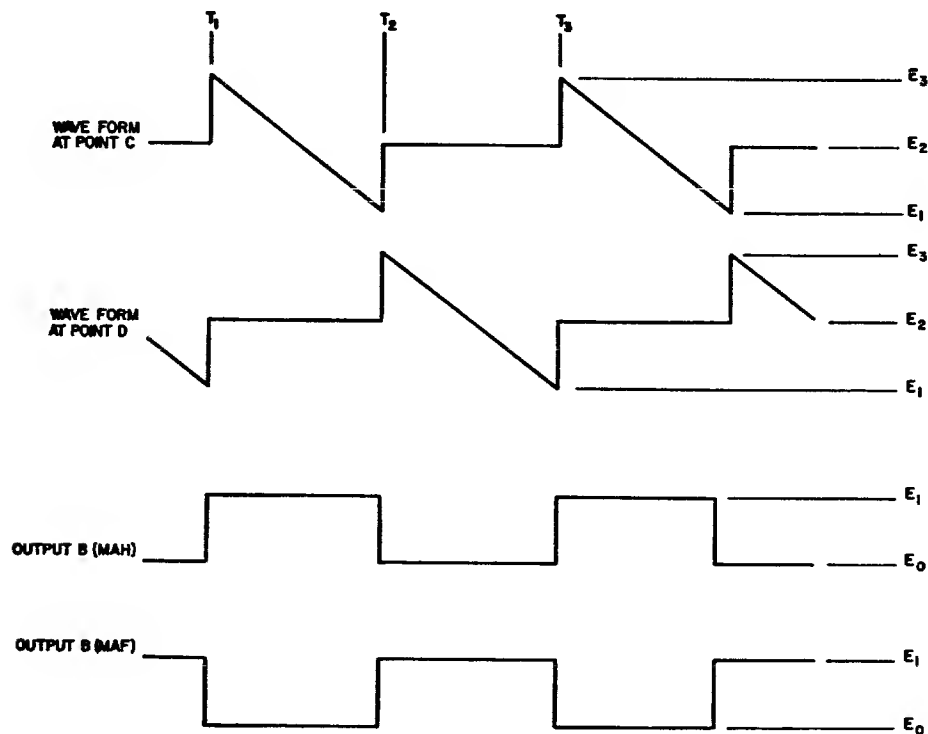 T1
T2
T3
E3
WAVE FORM
AT POINT C
E2
E1
E3
WAVE FORM
AT POINT D
E2
E1
E1
OUTPUT B (MAH)
E0
OUTPUT B (MAF)
E1
E0